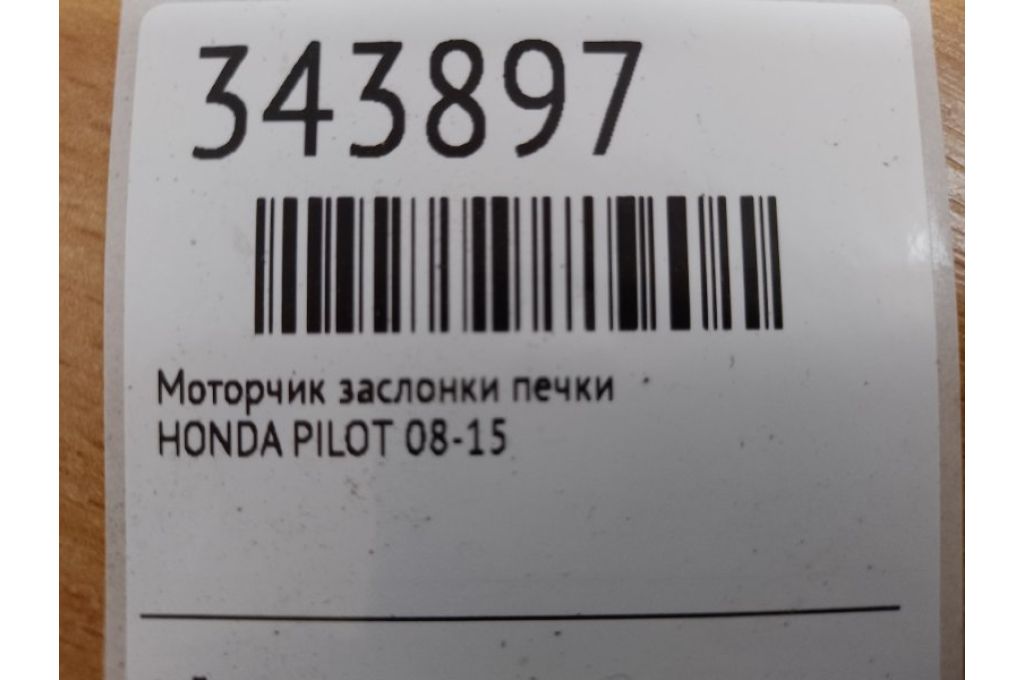 343897
Моторчик заслонки печки
HONDA PILOT 08-15